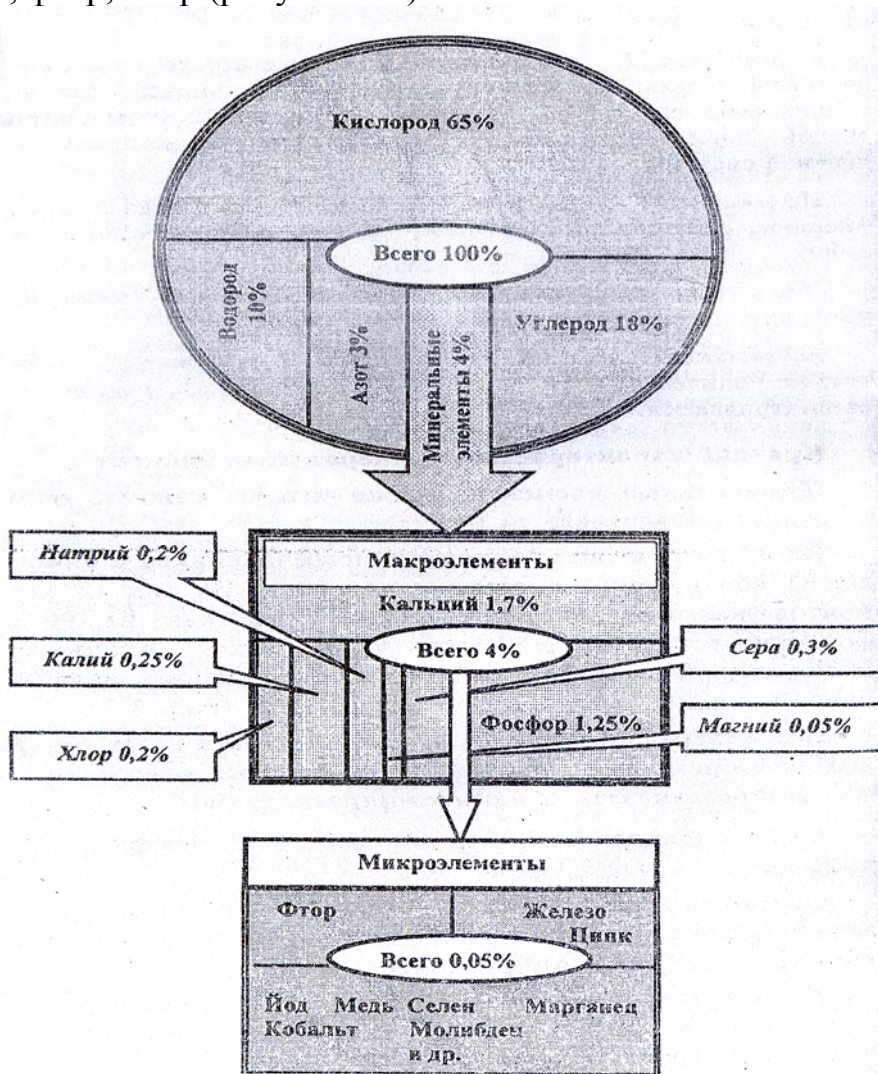 Кислород 65%
Всего 100%
Водород
10%
Азот 3%
Минеральные
элементы 4%
Углерод 18%
Макроэлементы
Кальций 1,7%
Всего 4%
Натрий 0,2%
Калий 0,25%
Хлор 0,2%
Сера 0,3%
Фосфор 1,25%
Магний 0,05%
Микроэлементы
Фтор
Железо
Цинк
Всего 0,05%
Йод Медь Селен Марганец
Кобальт Молибден
и др.